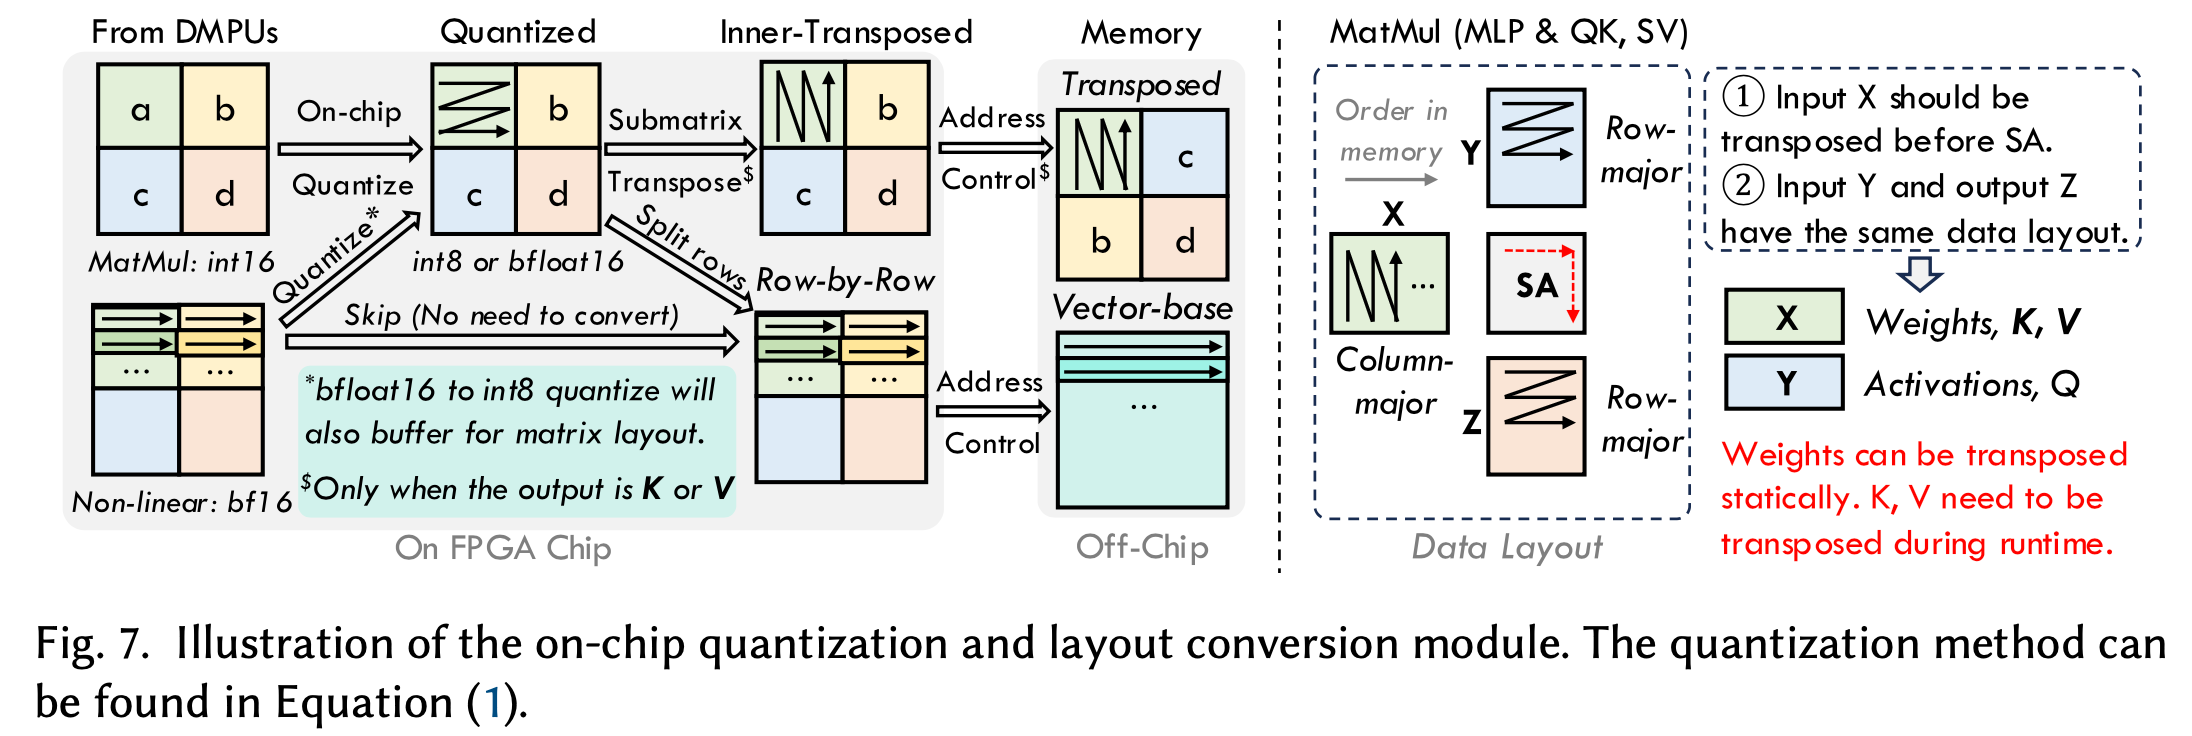 From DMPUs
Quantized
Inner-Transposed
Memory
a
b
c
d
MatMul: int16
On-chip
Quantize
b
c
d
int8 or bfloat16
Submatrix
Transpose$
b
c
d
Address
Control$
Transposed
c
b
d
Quantize*
Split rows
Skip (No need to convert)
...
...
Non-linear: bf16
*bfloat16 to int8 quantize will
also buffer for matrix layout.
$Only when the output is K or V
Row-by-Row
...
...
Address
Control
Vector-base
...
On FPGA Chip
Off-Chip
MatMul (MLP & QK, SV)
Order in
memory
Y
Row-
major
X
...
Column-
major
SA
Z
Row-
major
Data Layout
① Input X should be
transposed before SA.
② Input Y and output Z
have the same data layout.
X
Weights, K, V
Y
Activations, Q
Weights can be transposed
statically. K, V need to be
transposed during runtime.
Fig. 7. Illustration of the on-chip quantization and layout conversion module. The quantization method can
be found in Equation (1).